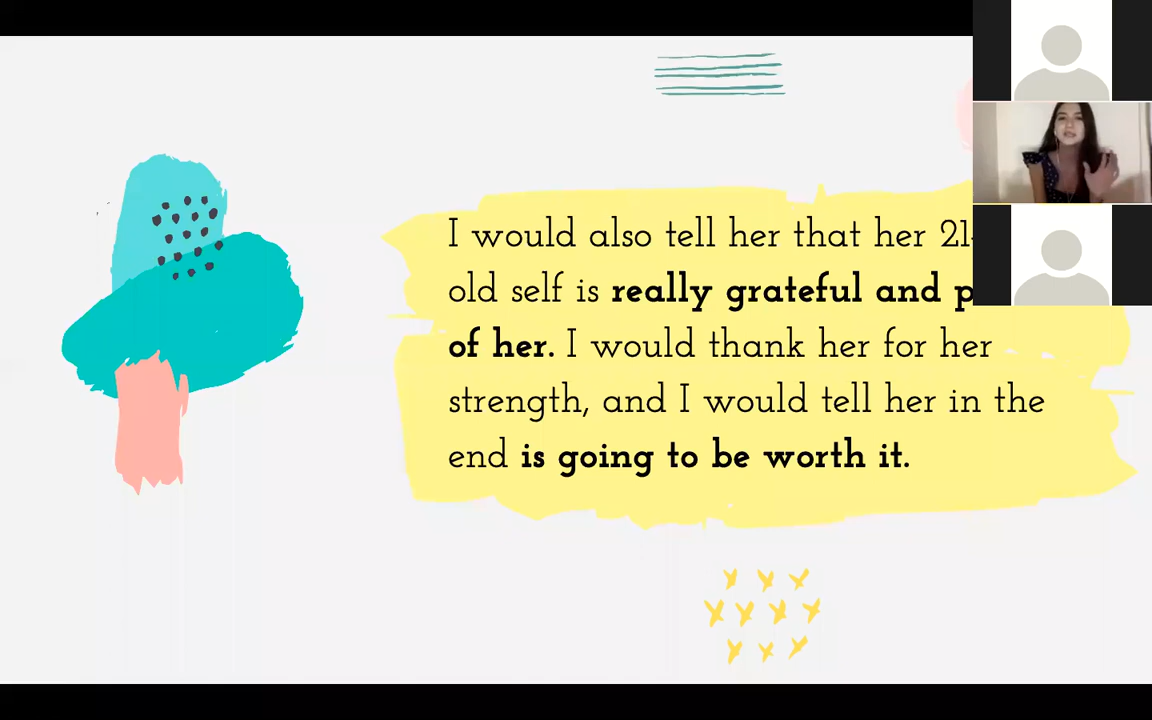 I would also tell her that her 21-
old self is really grateful and
of her. I would thank her for her
strength, and I would tell her in the
end is going to be worth it.